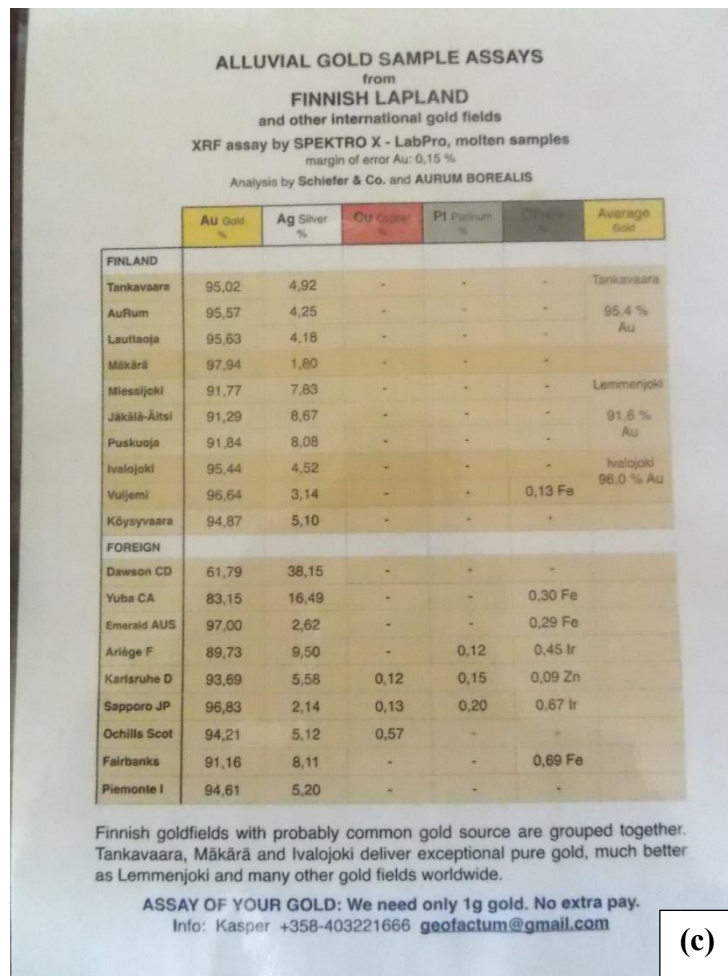 ALLUVIAL GOLD SAMPLE ASSAYS
from
FINNISH LAPLAND
and other international gold fields
XRF assay by SPEKTRO X - LabPro, molten samples
margin of error Au: 0,15 %
Analysis by Schiefer & Co. and AURUM BOREALIS
Au Gold % Ag Silver % Cu Copper % Pt Platinum % Others % Average Gold
FINLAND
Tankavaara 95,02 4,92 - - - Tankavaara
AuRum 95,57 4,25 - - - 95,4 %
Lauttaoja 95,63 4,18 - - - Au
Mäkärä 97,94 1,80 - - -
Miessijoki 91,77 7,83 - - - Lemmenjoki
Jäkälä-Äitsi 91,29 8,67 - - - 91,6 %
Puskuoja 91,84 8,08 - - - Au
Ivalojoki 95,44 4,52 - - - Ivalojoki
Vuijemi 96,64 3,14 - - 0,13 Fe 96,0 % Au
Köysyvaara 94,87 5,10 - - -
FOREIGN
Dawson CD 61,79 38,15 - - -
Yuba CA 83,15 16,49 - - 0,30 Fe
Emerald AUS 97,00 2,62 - - 0,29 Fe
Ariège F 89,73 9,50 - 0,12 0,45 Ir
Karlsruhe D 93,69 5,58 0,12 0,15 0,09 Zn
Sapporo JP 96,83 2,14 0,13 0,20 0,67 Ir
Ochills Scot 94,21 5,12 0,57 - -
Fairbanks 91,16 8,11 - - 0,69 Fe
Piemonte I 94,61 5,20 - - -
Finnish goldfields with probably common gold source are grouped together.
Tankavaara, Mäkärä and Ivalojoki deliver exceptional pure gold, much better
as Lemmenjoki and many other gold fields worldwide.
ASSAY OF YOUR GOLD: We need only 1g gold. No extra pay.
Info: Kasper +358-403221666 geofactum@gmail.com
(c)